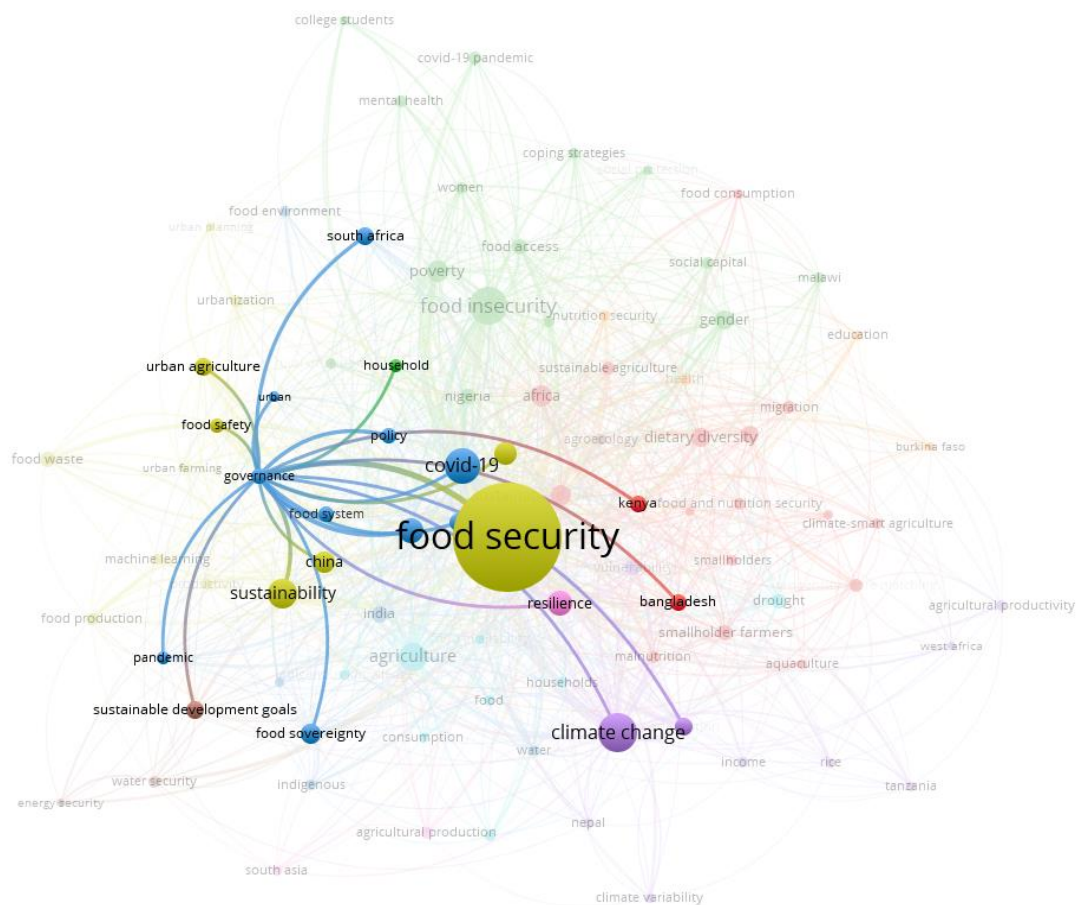 college students
covid-19 pandemic
mental health
coping strategies
social protection
women
food consumption
food environment
urban planning
south africa
food access
social capital
poverty
malawi
urbanization
food insecurity
nutrition security
gender
education
urban agriculture
household
sustainable agriculture
health
urban
nigeria
africa
migration
food safety
policy
agroecology
dietary diversity
burkina faso
food waste
urban farming
covid-19
governance
kenya
food and nutrition security
food system
climate-smart agriculture
food security
machine learning
china
smallholders
vulnerability
productivity
sustainability
resilience
bangladesh
drought
agricultural productivity
food production
india
smallholder farmers
west africa
pandemic
agriculture
malnutrition
aquaculture
households
sustainable development goals
food
food sovereignty
consumption
climate change
water
income
rice
water security
indigenous
tanzania
energy security
agricultural production
nepal
south asia
climate variability